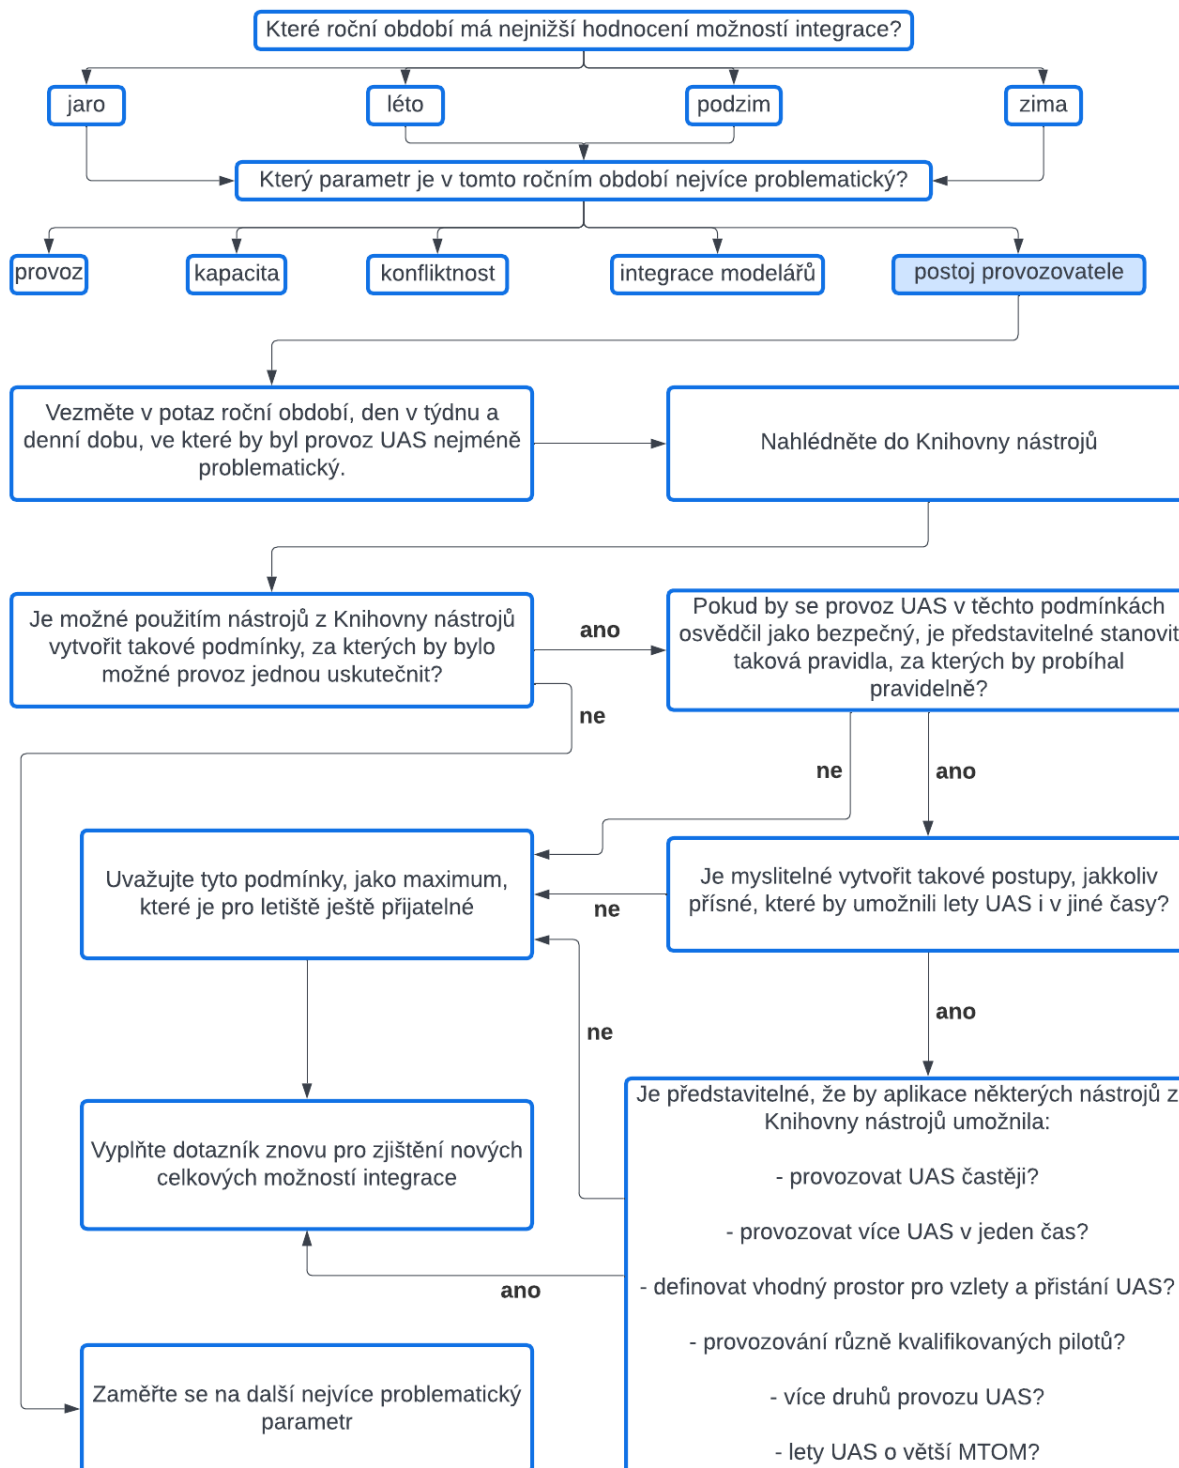 Které roční období má nejnižší hodnocení možností integrace?
jaro
léto
podzim
zima
Který parametr je v tomto ročním období nejvíce problematický?
provoz
kapacita
konfliktnost
integrace modelářů
postoj provozovatele
Vezměte v potaz roční období, den v týdnu a
denní dobu, ve které by byl provoz UAS nejméně
problematický.
Nahlédněte do Knihovny nástrojů
Je možné použitím nástrojů z Knihovny nástrojů
vytvořit takové podmínky, za kterých by bylo
možné provoz jednou uskutečnit?
ano
Pokud by se provoz UAS v těchto podmínkách
osvědčil jako bezpečný, je představitelné stanovit
taková pravidla, za kterých by probíhal
pravidelně?
ne
ne
ano
Uvažujte tyto podmínky, jako maximum,
které je pro letiště ještě přijatelné
ne
Je myslitelné vytvořit takové postupy, jakkoliv
přísné, které by umožnili lety UAS i v jiné časy?
ano
ne
Vyplňte dotazník znovu pro zjištění nových
celkových možností integrace
ano
Je představitelné, že by aplikace některých nástrojů z
Knihovny nástrojů umožnila:
- provozovat UAS častěji?
- provozovat více UAS v jeden čas?
- definovat vhodný prostor pro vzlety a přistání UAS?
- provozování různě kvalifikovaných pilotů?
- více druhů provozu UAS?
- lety UAS o větší MTOM?
Zaměřte se na další nejvíce problematický
parametr